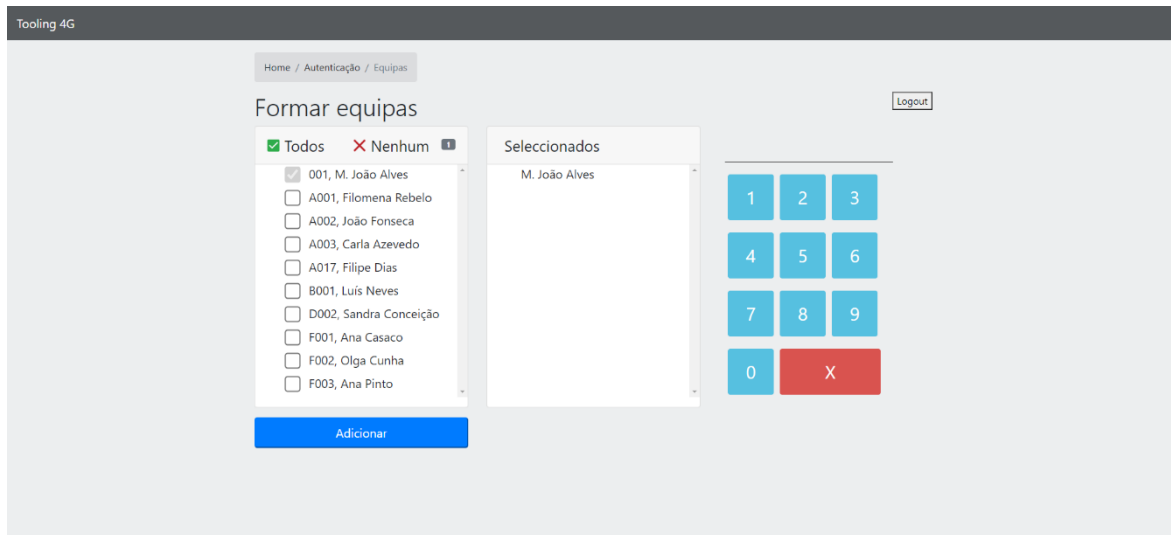 Tooling 4G
Home / Autenticação / Equipas
Formar equipas
Logout
Todos Nenhum 1
001, M. João Alves
A001, Filomena Rebelo
A002, João Fonseca
A003, Carla Azevedo
A017, Filipe Dias
B001, Luís Neves
D002, Sandra Conceição
F001, Ana Casaco
F002, Olga Cunha
F003, Ana Pinto
Adicionar
Seleccionados
M. João Alves
1 2 3
4 5 6
7 8 9
0 X